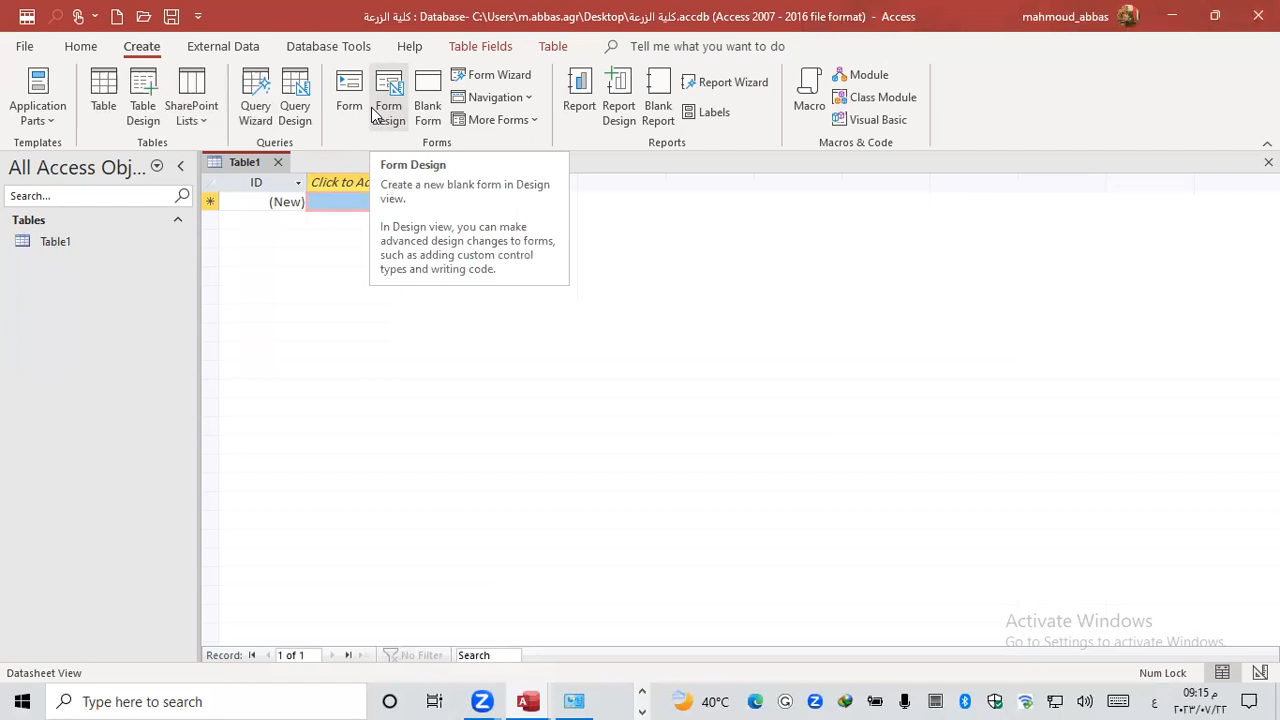 كلية الزرعة : Database- C:\Users\m.abbas.agr\Desktop\كلية الزرعة.accdb (Access 2007 - 2016 file format) - Access
mahmoud_abbas
File Home Create External Data Database Tools Help Table Fields Table Tell me what you want to do
Application Parts
Templates
Table
Table Design
SharePoint Lists
Tables
Query Wizard
Query Design
Queries
Form
Form Design
Blank Form
Form Wizard
Navigation
More Forms
Forms
Report
Report Design
Blank Report
Report Wizard
Labels
Reports
Macro
Module
Class Module
Visual Basic
Macros & Code
All Access Obj...
Search...
Tables
Table1
Table1
ID Click to Ad
(New)
Form Design
Create a new blank form in Design
view.
In Design view, you can make
advanced design changes to forms,
such as adding custom control
types and writing code.
Activate Windows
Go to Settings to activate Windows.
Record: 1 of 1 No Filter Search
Datasheet View Num Lock
Type here to search
40°C
ع
09:15 م
٢٠٢٣/٠٧/٢٢